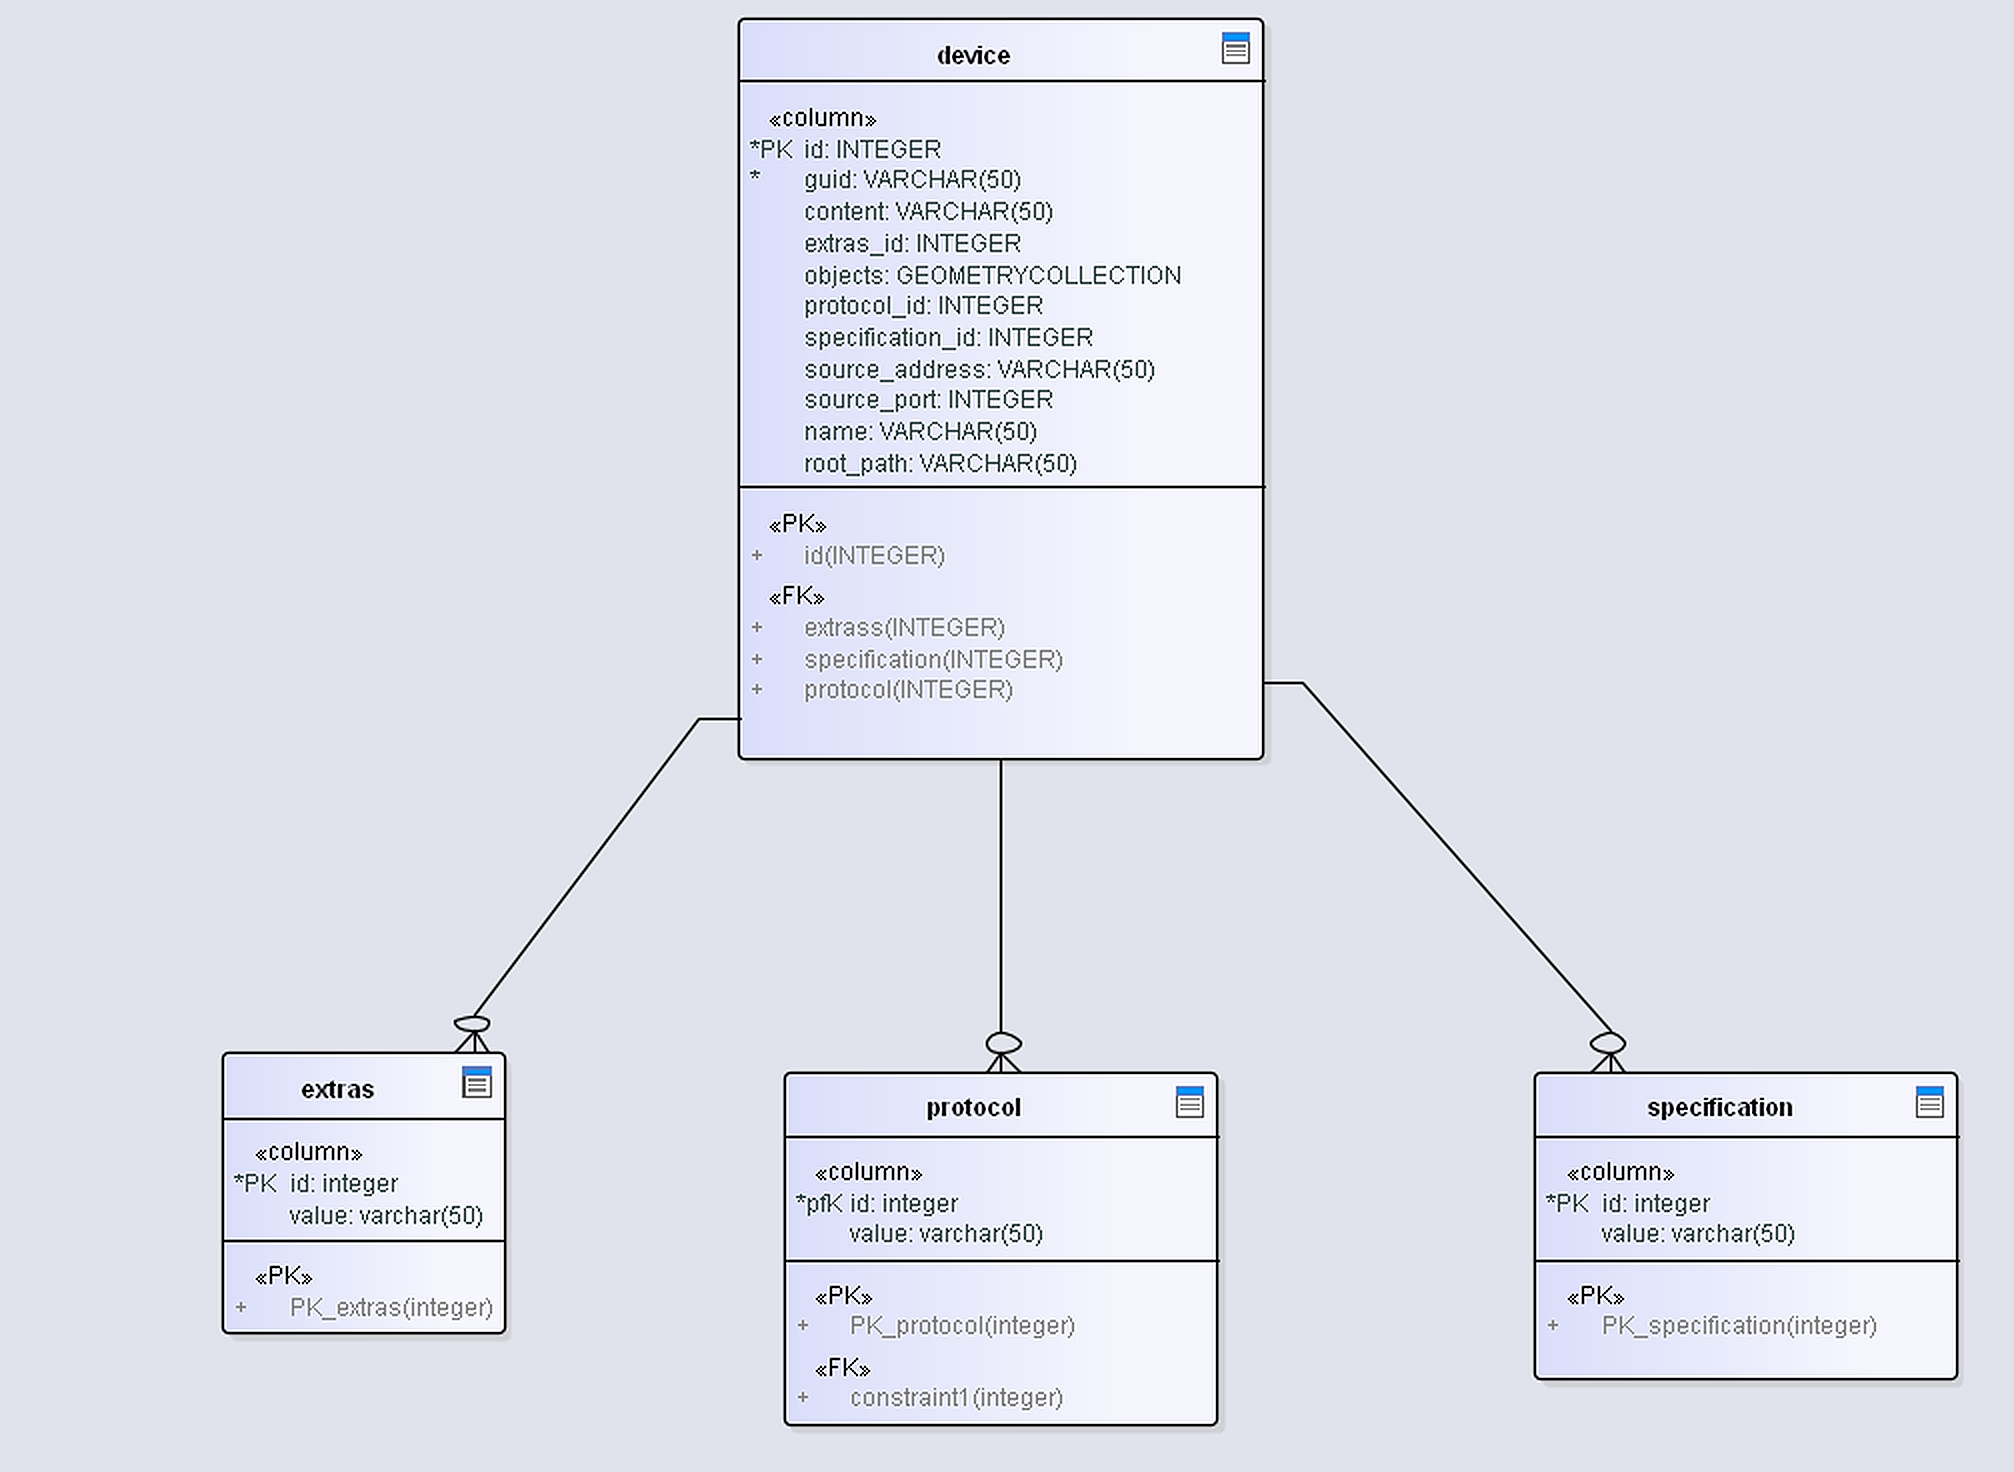 device
«column»
*PK id: INTEGER
* guid: VARCHAR(50)
content: VARCHAR(50)
extras_id: INTEGER
objects: GEOMETRYCOLLECTION
protocol_id: INTEGER
specification_id: INTEGER
source_address: VARCHAR(50)
source_port: INTEGER
name: VARCHAR(50)
root_path: VARCHAR(50)
«PK»
+ id(INTEGER)
«FK»
+ extrass(INTEGER)
+ specification(INTEGER)
+ protocol(INTEGER)
extras
«column»
*PK id: integer
value: varchar(50)
«PK»
+ PK_extras(integer)
protocol
«column»
*pfK id: integer
value: varchar(50)
«PK»
+ PK_protocol(integer)
«FK»
+ constraint1(integer)
specification
«column»
*PK id: integer
value: varchar(50)
«PK»
+ PK_specification(integer)